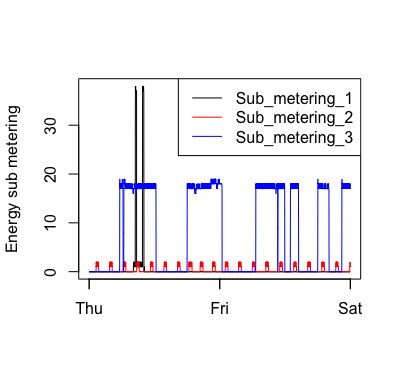 Sub_metering_1
Sub_metering_2
Sub_metering_3
Energy sub metering
30
20
10
0
Thu Fri Sat